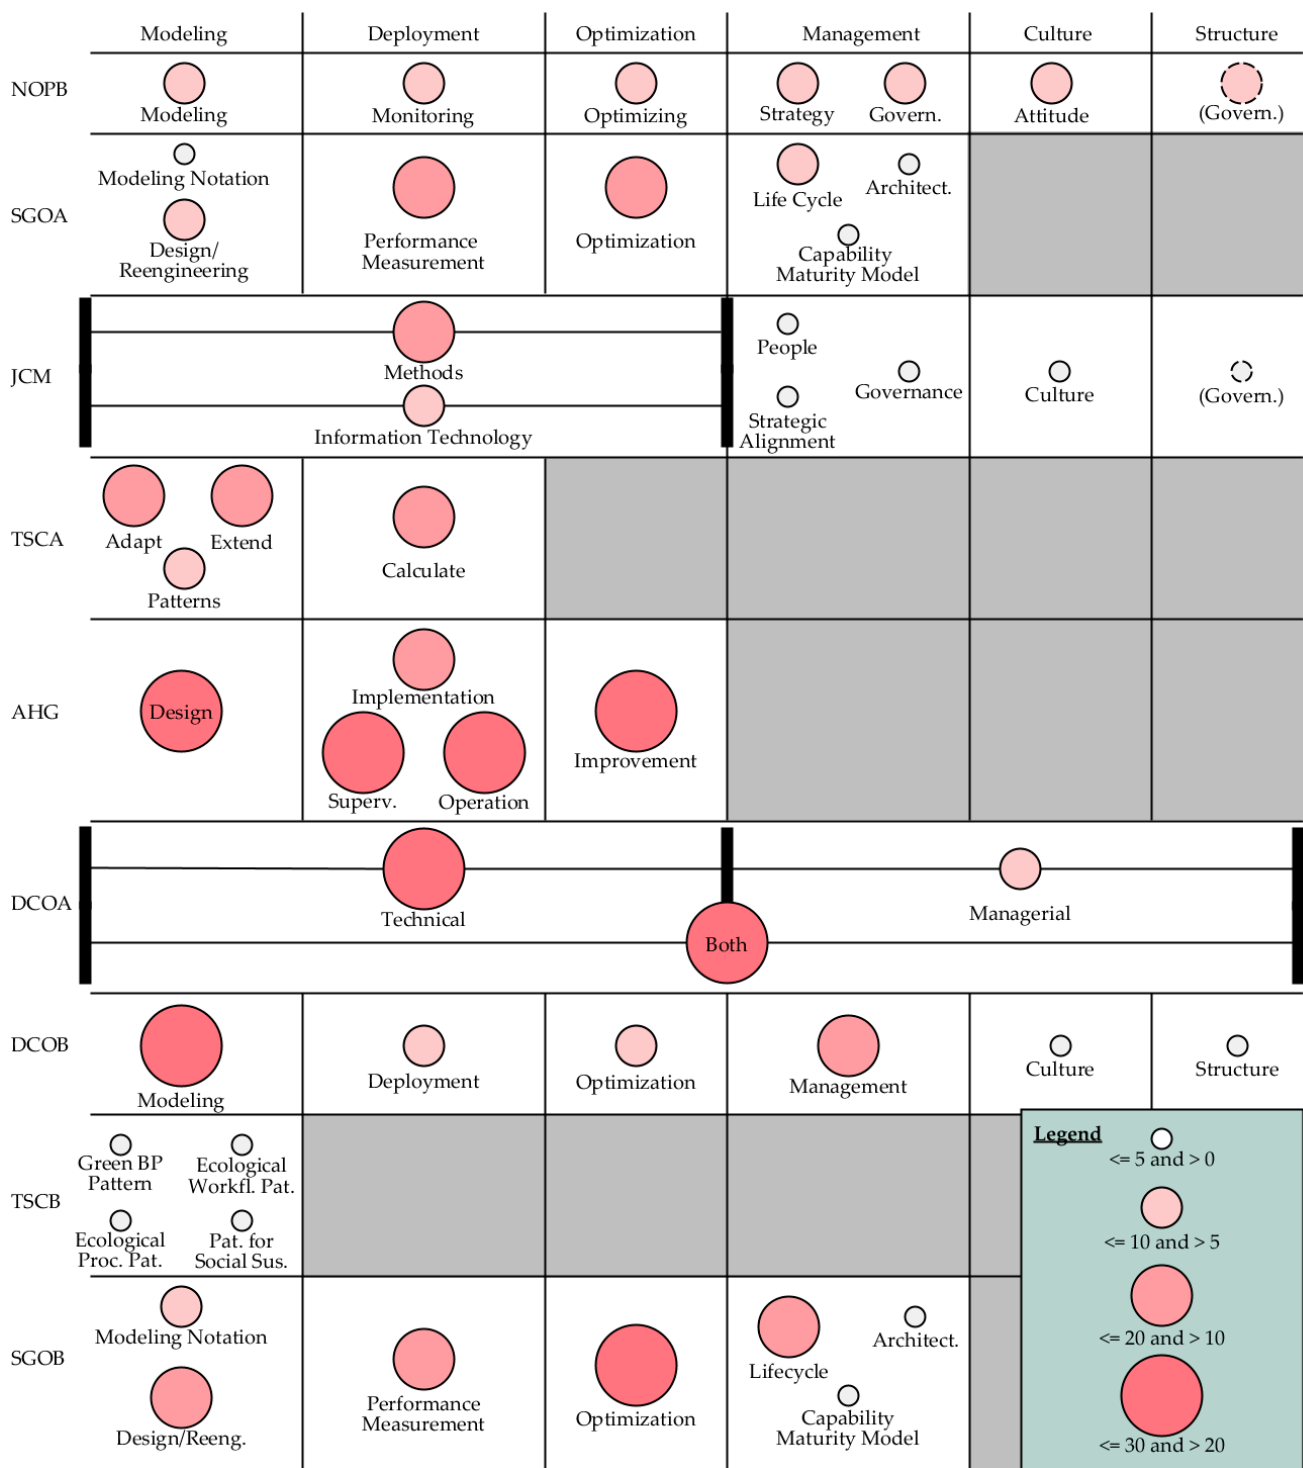 Modeling Deployment Optimization Management Culture Structure
NOPB
Modeling Monitoring Optimizing Strategy Govern. Attitude (Govern.)
SGOA
Modeling Notation
Design/
Reengineering
Performance
Measurement
Optimization
Life Cycle
Architect.
Capability
Maturity Model
JCM
Methods
Information Technology
People
Governance
Strategic
Alignment
Culture
(Govern.)
TSCA
Adapt
Extend
Patterns
Calculate
AHG
Design
Implementation
Superv.
Operation
Improvement
DCOA
Technical
Both
Managerial
DCOB
Modeling
Deployment
Optimization
Management
Culture
Structure
TSCB
Green BP
Pattern
Ecological
Workfl. Pat.
Ecological
Proc. Pat.
Pat. for
Social Sus.
SGOB
Modeling Notation
Design/Reeng.
Performance
Measurement
Optimization
Lifecycle
Architect.
Capability
Maturity Model
Legend
<= 5 and > 0
<= 10 and > 5
<= 20 and > 10
<= 30 and > 20